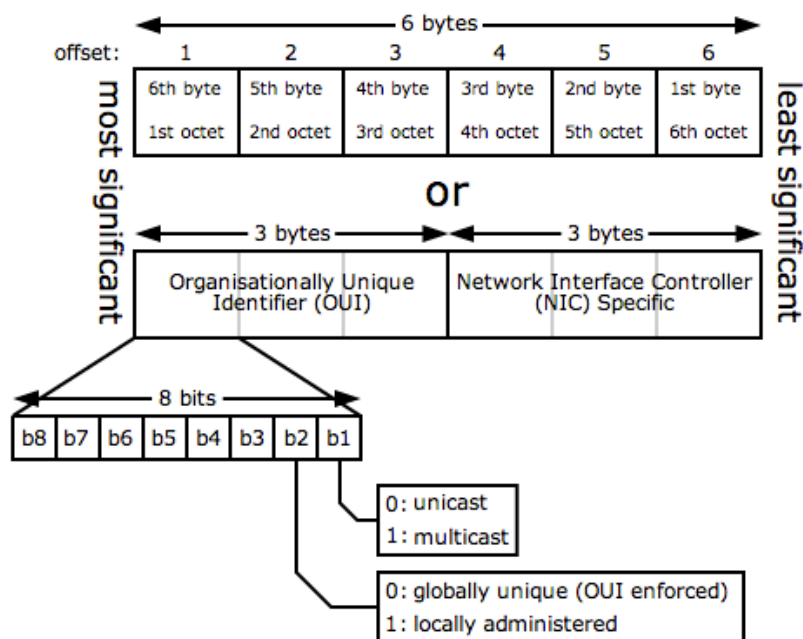 6 bytes
offset: 1 2 3 4 5 6
most significant
6th byte 5th byte 4th byte 3rd byte 2nd byte 1st byte
1st octet 2nd octet 3rd octet 4th octet 5th octet 6th octet
least significant
or
3 bytes 3 bytes
Organisationally Unique Network Interface Controller
Identifier (OUI) (NIC) Specific
8 bits
b8 b7 b6 b5 b4 b3 b2 b1
0: unicast
1: multicast
0: globally unique (OUI enforced)
1: locally administered